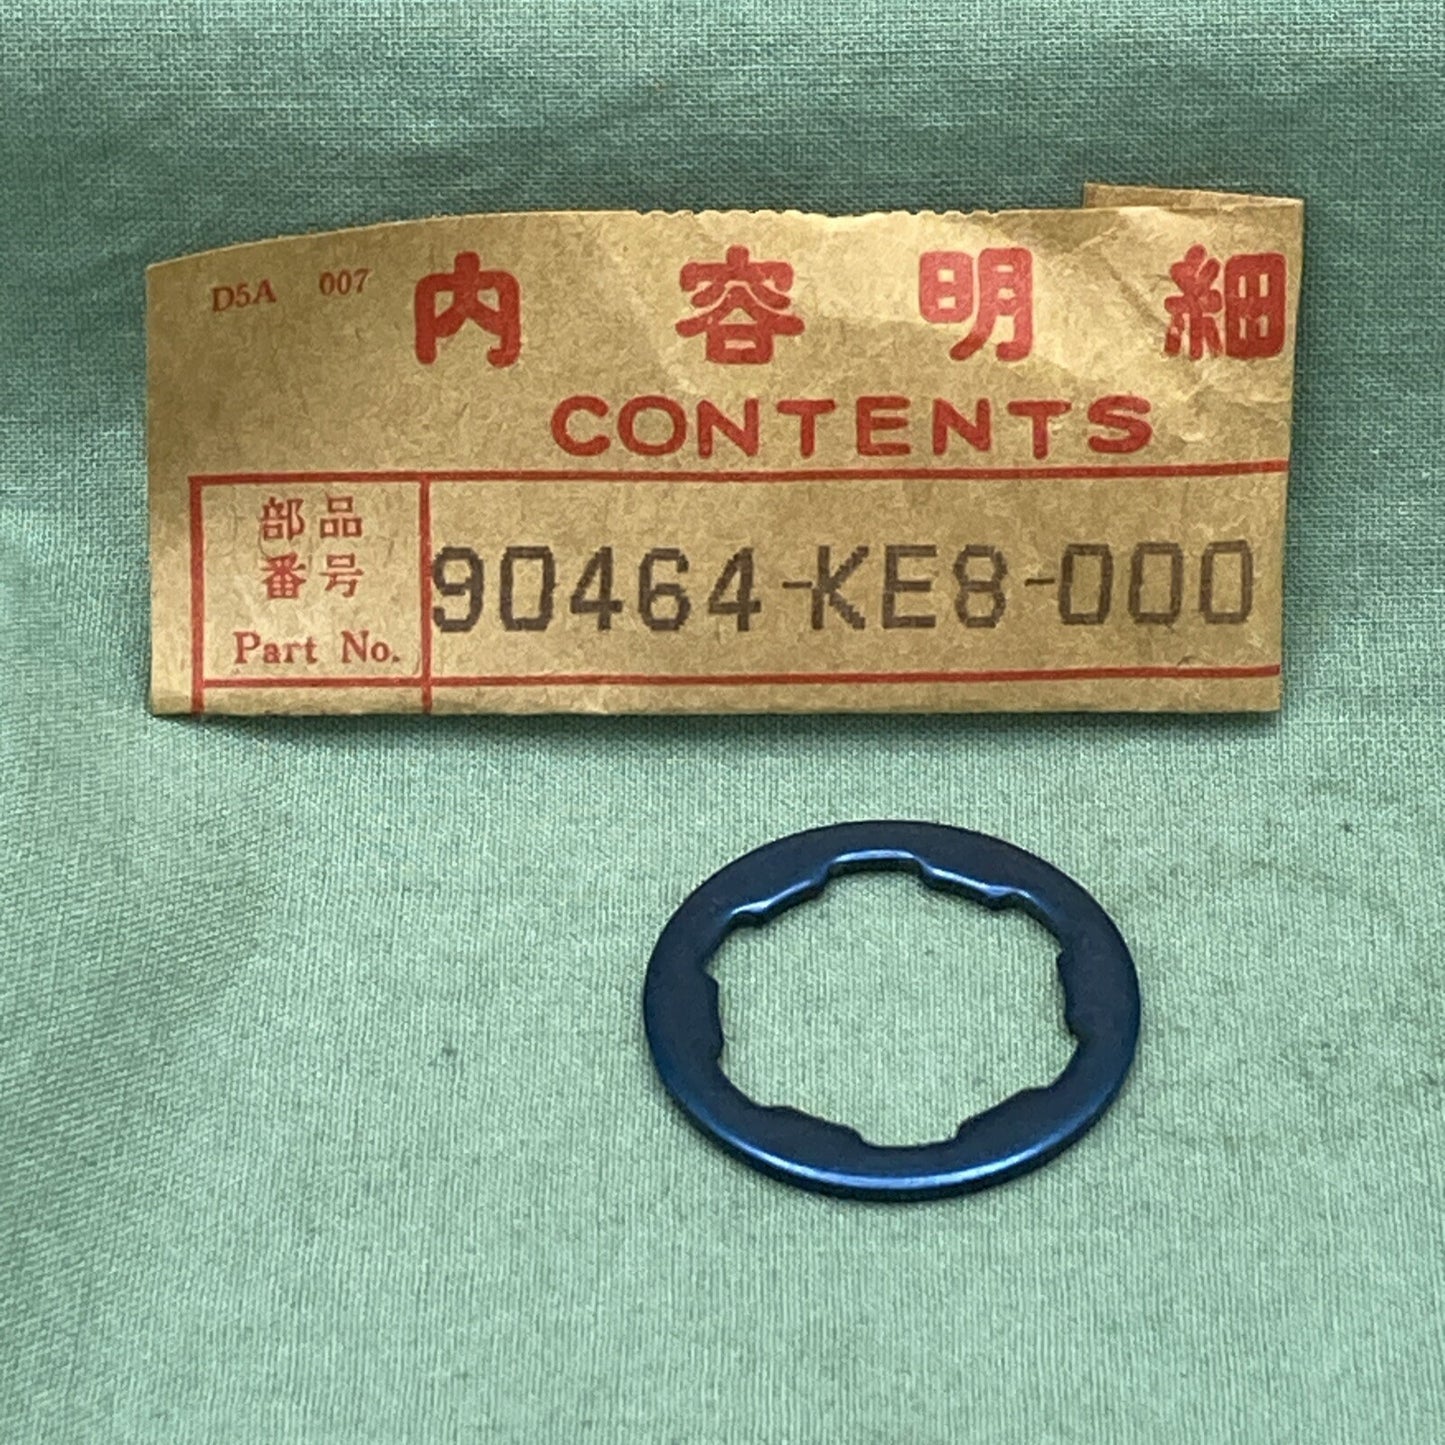 D5A 007 内容明細
CONTENTS
部品
番号
Part No.
90464-KE8-000